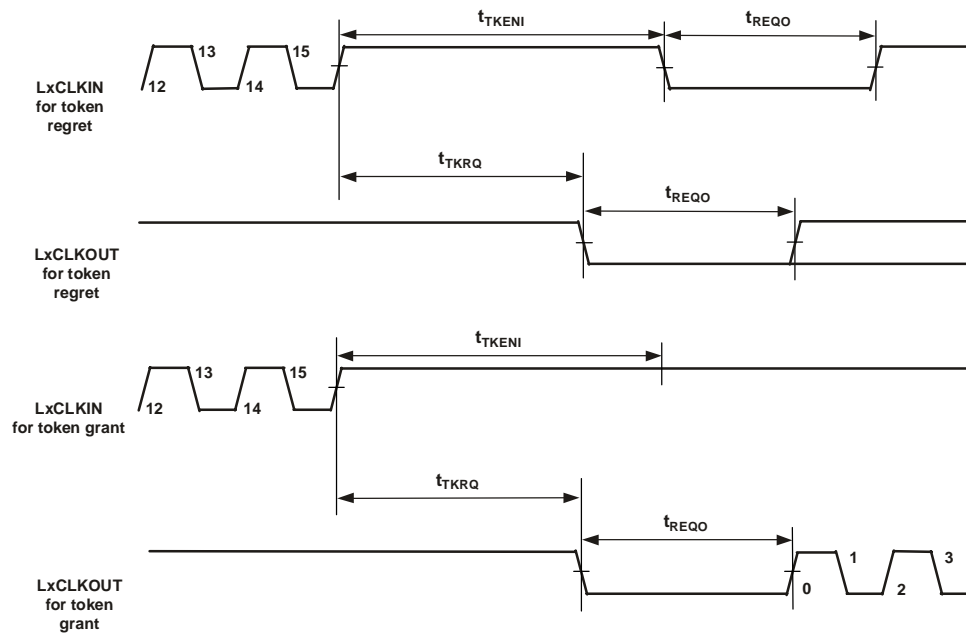 tTKENI
tREQO
13
15
12
14
LxCLKIN
for token
regret
tTKRQ
tREQO
LxCLKOUT
for token
regret
tTKENI
13
15
12
14
LxCLKIN
for token grant
tTKRQ
tREQO
1
3
0
2
LxCLKOUT
for token
grant